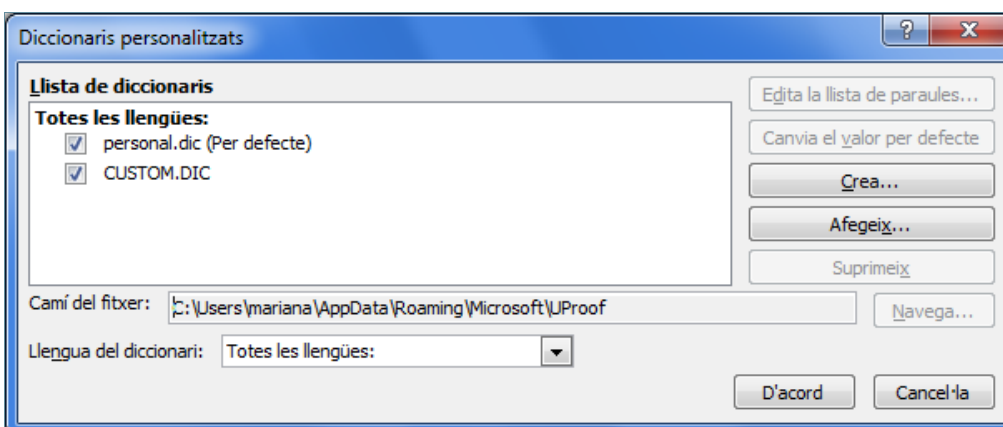 Diccionaris personalitzats
Llista de diccionaris
Totes les llengües:
personal.dic (Per defecte)
CUSTOM.DIC
Edita la llista de paraules...
Canvia el valor per defecte
Crea...
Afegeix...
Suprimeix
Camí del fitxer: C:\Users\mariana\AppData\Roaming\Microsoft\UProof
Navega...
Llengua del diccionari: Totes les llengües:
D'acord Cancel·la